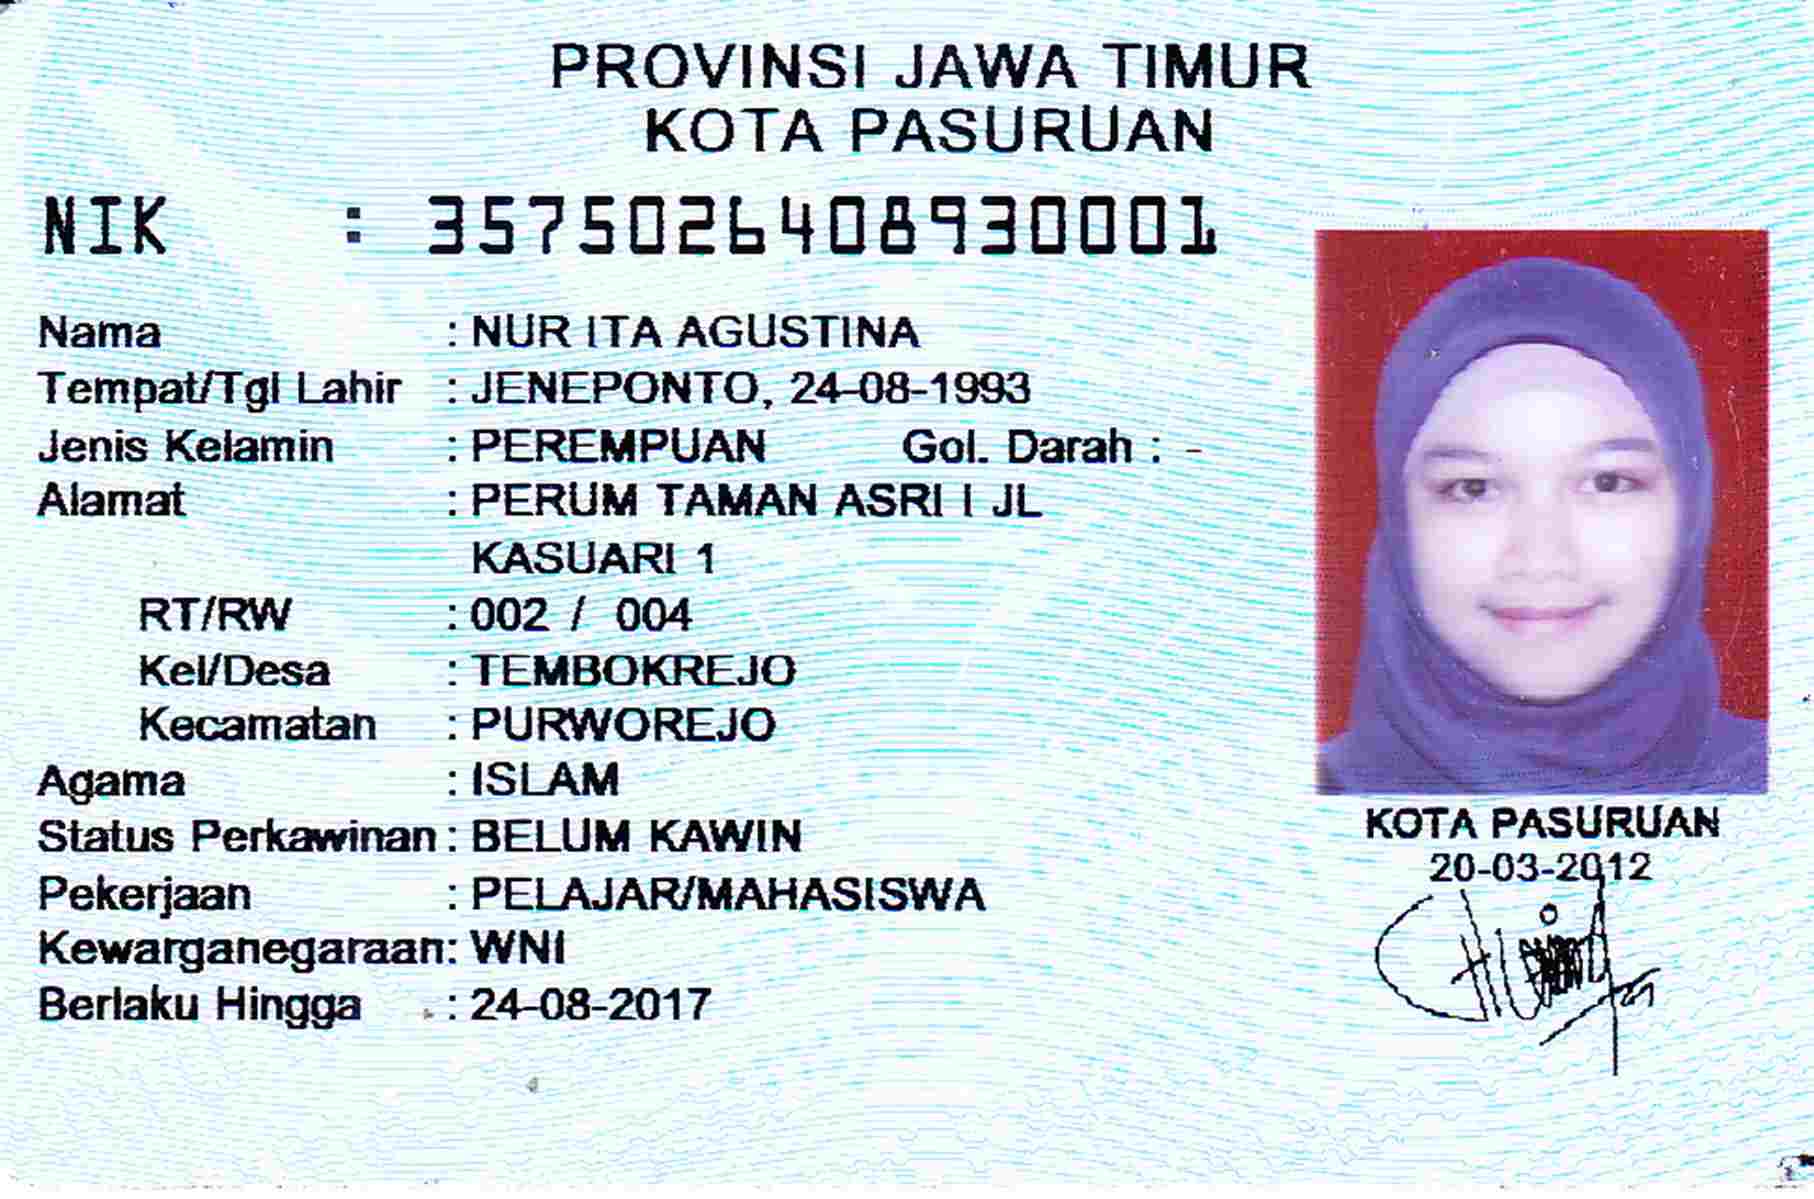 PROVINSI JAWA TIMUR
KOTA PASURUAN
NIK : 3575026408930001
Nama : NUR ITA AGUSTINA
Tempat/Tgl Lahir : JENEPONTO, 24-08-1993
Jenis Kelamin : PEREMPUAN Gol. Darah : -
Alamat : PERUM TAMAN ASRI I JL
KASUARI 1
RT/RW : 002 / 004
Kel/Desa : TEMBOKREJO
Kecamatan : PURWOREJO
Agama : ISLAM
Status Perkawinan : BELUM KAWIN
Pekerjaan : PELAJAR/MAHASISWA
Kewarganegaraan: WNI
Berlaku Hingga : 24-08-2017
KOTA PASURUAN
20-03-2012